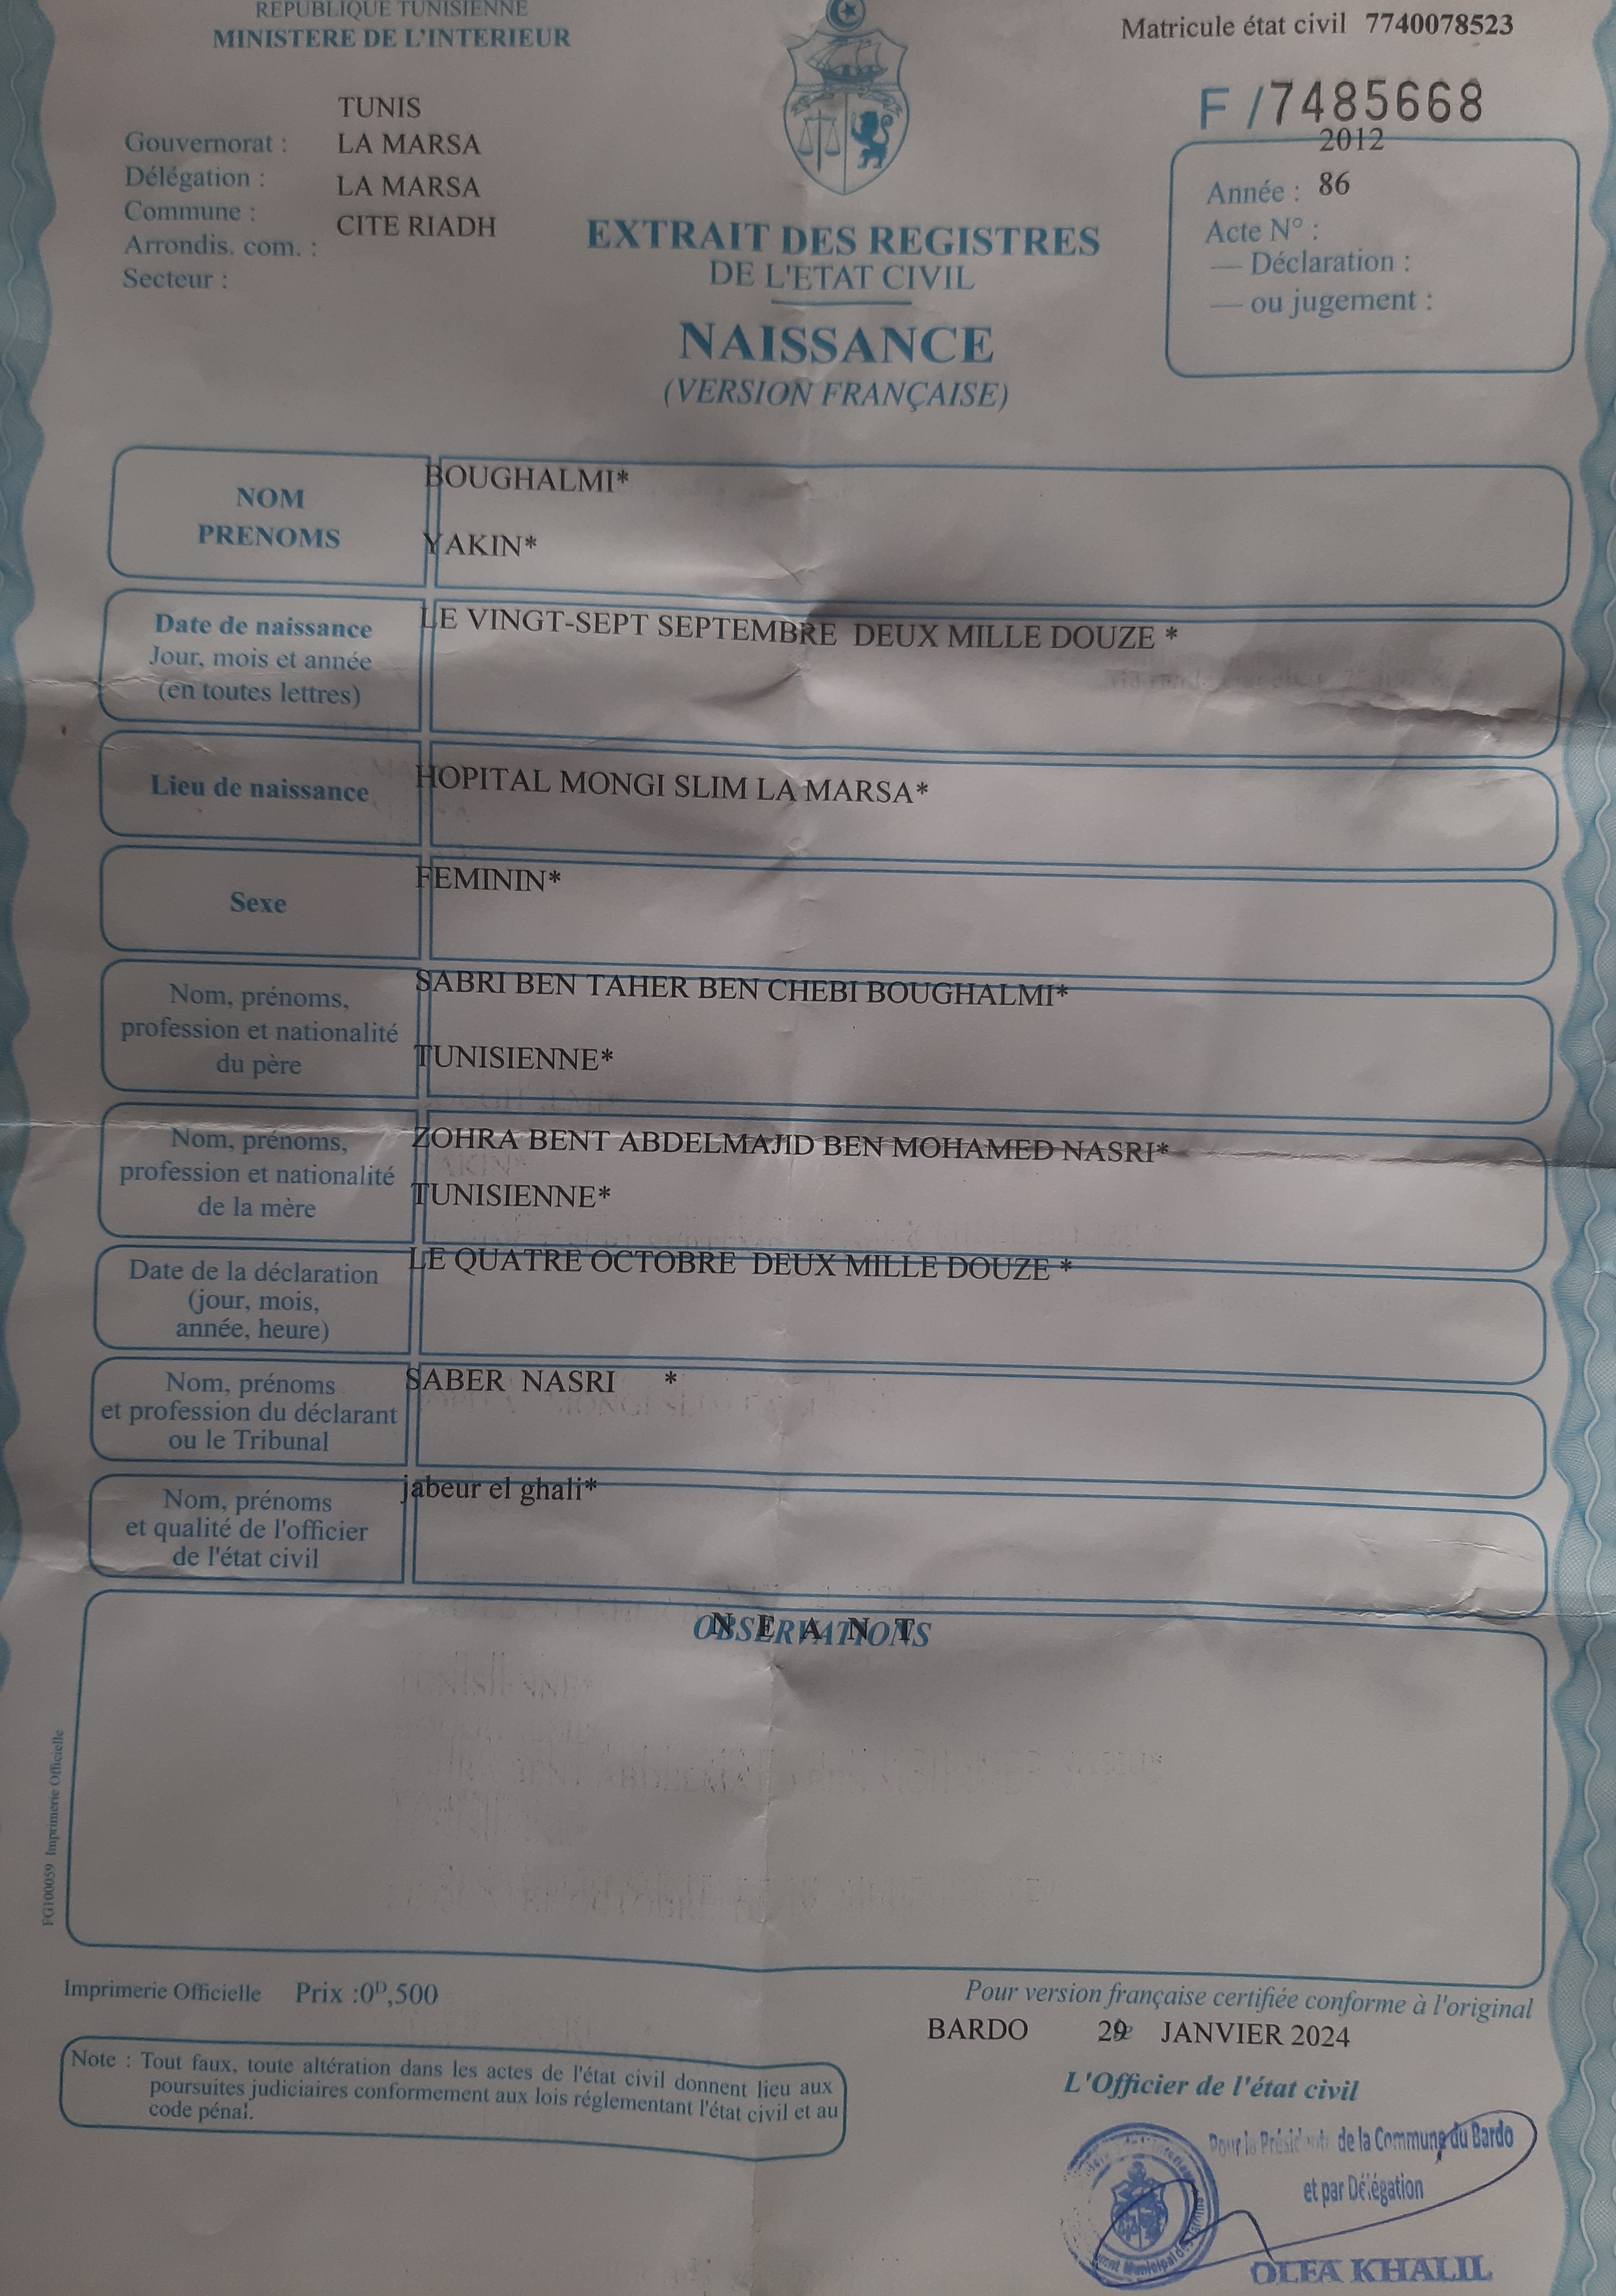 REPUBLIQUE TUNISIENNE
MINISTERE DE L'INTERIEUR
Matricule état civil 7740078523
F /7485668
TUNIS
Gouvernorat : LA MARSA
Délégation : LA MARSA
Commune : CITE RIADH
Arrondis. com. :
Secteur :
2012
Année : 86
Acte N° :
— Déclaration :
— ou jugement :
EXTRAIT DES REGISTRES
DE L'ETAT CIVIL
NAISSANCE
(VERSION FRANÇAISE)
NOM
PRENOMS
BOUGHALMI*
YAKIN*
Date de naissance
Jour, mois et année
(en toutes lettres)
LE VINGT-SEPT SEPTEMBRE DEUX MILLE DOUZE *
Lieu de naissance
HOPITAL MONGI SLIM LA MARSA*
Sexe
FEMININ*
Nom, prénoms,
profession et nationalité
du père
SABRI BEN TAHER BEN CHEBI BOUGHALMI*
TUNISIENNE*
Nom, prénoms,
profession et nationalité
de la mère
ZOHRA BENT ABDELMAJID BEN MOHAMED NASRI*
TUNISIENNE*
Date de la déclaration
(jour, mois,
année, heure)
LE QUATRE OCTOBRE DEUX MILLE DOUZE *
Nom, prénoms
et profession du déclarant
ou le Tribunal
SABER NASRI *
Nom, prénoms
et qualité de l'officier
de l'état civil
jabeur el ghali*
OBSERVATIONS
N E A N T
FG100059 Imprimerie Officielle
Imprimerie Officielle Prix :0D,500
Pour version française certifiée conforme à l'original
BARDO 29 JANVIER 2024
Note : Tout faux, toute altération dans les actes de l'état civil donnent lieu aux
poursuites judiciaires conformement aux lois réglementant l'état civil et au
code pénal.
L'Officier de l'état civil
Pour la Présidente de la Commune du Bardo
et par Délégation
OLFA KHALIL